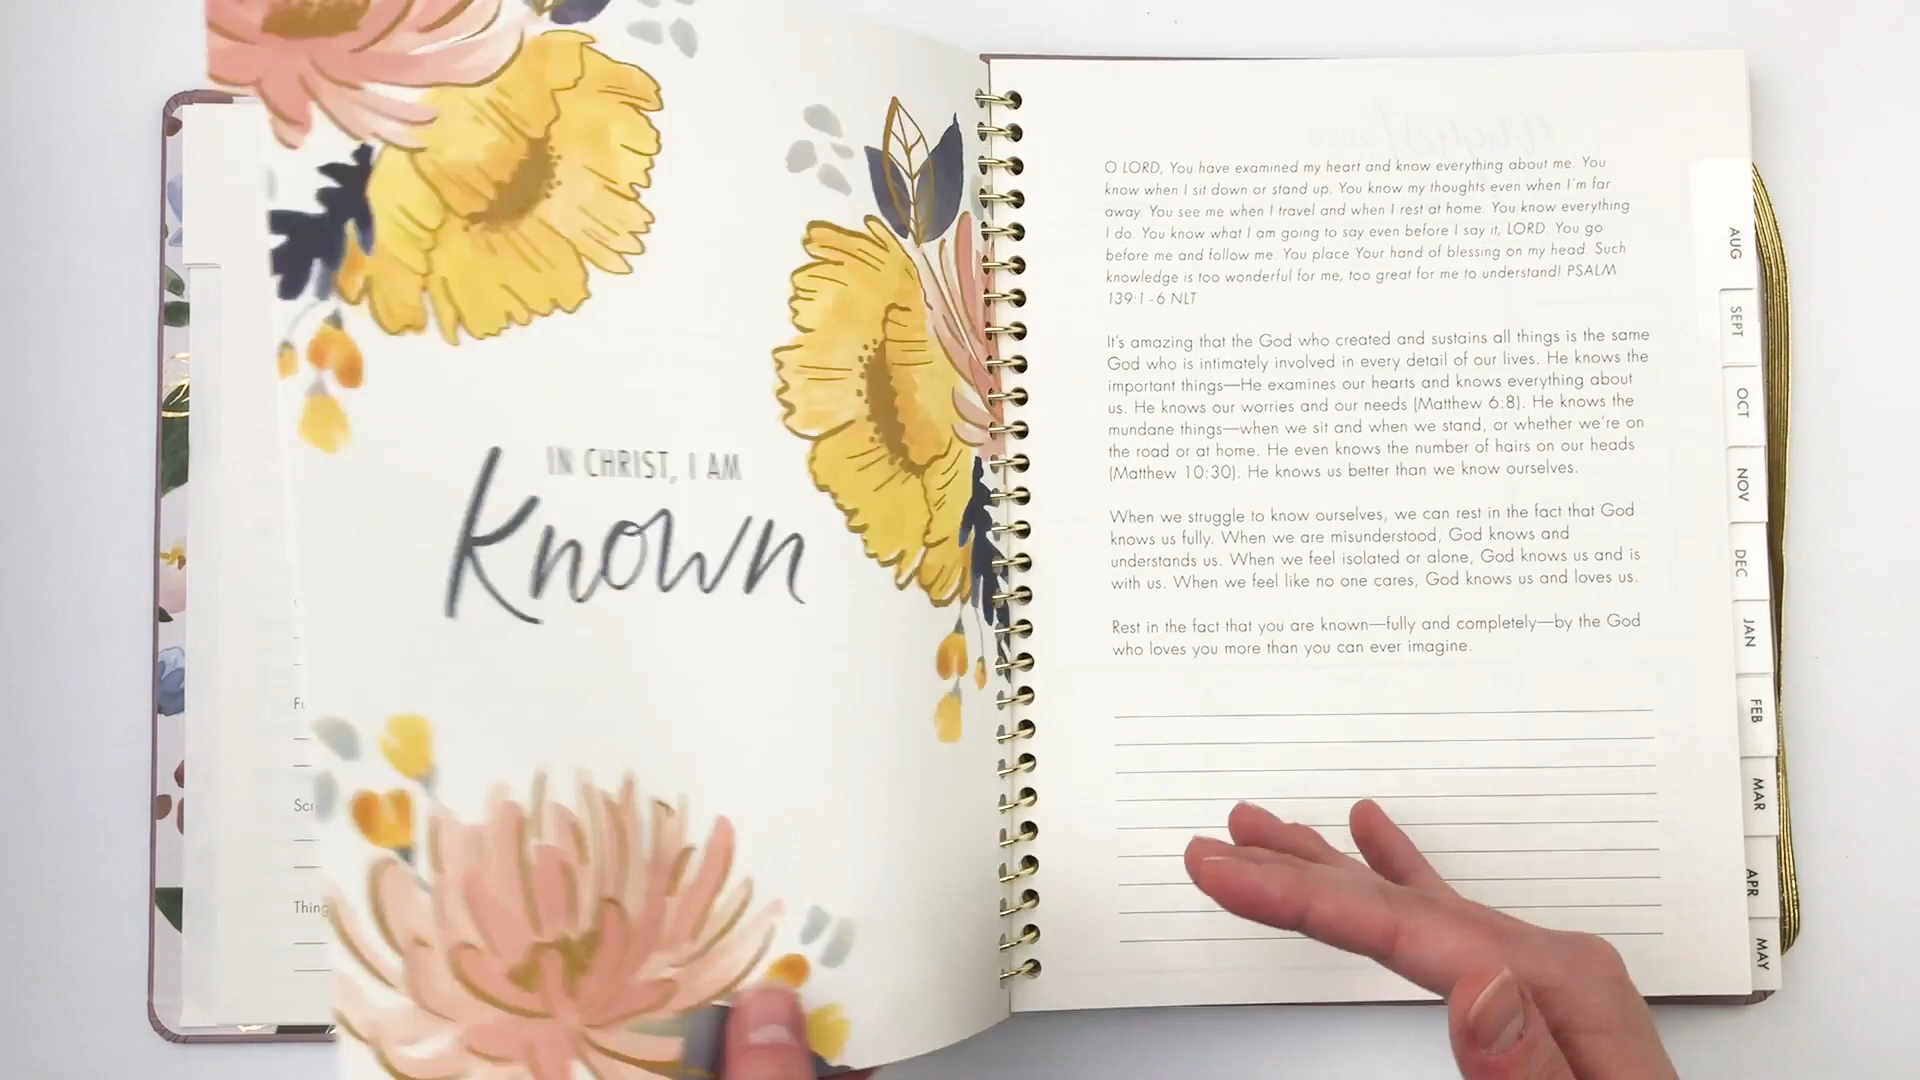 IN CHRIST, I AM
Known
Fu
Scr
Thing
O LORD, You have examined my heart and know everything about me. You
know when I sit down or stand up. You know my thoughts even when I'm far
away. You see me when I travel and when I rest at home. You know everything
I do. You know what I am going to say even before I say it, LORD. You go
before me and follow me. You place Your hand of blessing on my head. Such
knowledge is too wonderful for me, too great for me to understand! PSALM
139:1-6 NLT
It's amazing that the God who created and sustains all things is the same
God who is intimately involved in every detail of our lives. He knows the
important things—He examines our hearts and knows everything about
us. He knows our worries and our needs (Matthew 6:8). He knows the
mundane things—when we sit and when we stand, or whether we're on
the road or at home. He even knows the number of hairs on our heads
(Matthew 10:30). He knows us better than we know ourselves.
When we struggle to know ourselves, we can rest in the fact that God
knows us fully. When we are misunderstood, God knows and
understands us. When we feel isolated or alone, God knows us and is
with us. When we feel like no one cares, God knows us and loves us.
Rest in the fact that you are known—fully and completely—by the God
who loves you more than you can ever imagine.
AUG
SEPT
OCT
NOV
DEC
JAN
FEB
MAR
APR
MAY